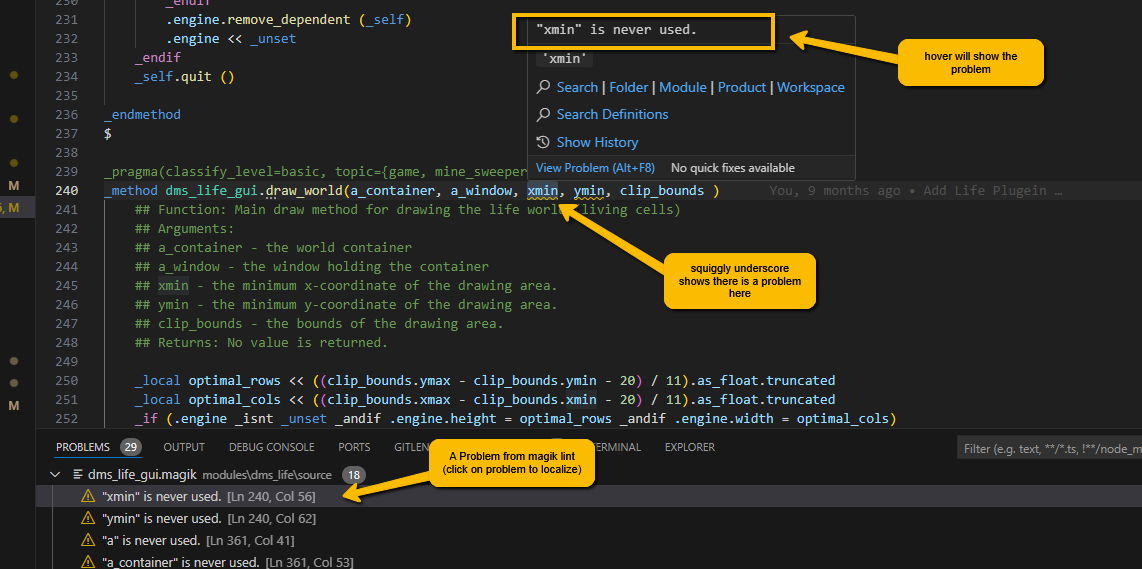 230 _endif
231 .engine.remove_dependent (_self)
232 .engine << _unset
233 _endif
234 _self.quit ()
235
236 _endmethod
237 $
238
239 _pragma(classify_level=basic, topic={game, mine_sweeper
M 240 _method dms_life_gui.draw_world(a_container, a_window, xmin, ymin, clip_bounds ) You, 9 months ago • Add Life Plugein …
, M 241 ## Function: Main draw method for drawing the life world living cells)
242 ## Arguments:
243 ## a_container - the world container
244 ## a_window - the window holding the container
245 ## xmin - the minimum x-coordinate of the drawing area.
246 ## ymin - the minimum y-coordinate of the drawing area.
247 ## clip_bounds - the bounds of the drawing area.
248 ## Returns: No value is returned.
249
250 _local optimal_rows << ((clip_bounds.ymax - clip_bounds.ymin - 20) / 11).as_float.truncated
M 251 _local optimal_cols << ((clip_bounds.xmax - clip_bounds.xmin - 20) / 11).as_float.truncated
252 _if (.engine _isnt _unset _andif .engine.height = optimal_rows _andif .engine.width = optimal_cols)
"xmin" is never used.
'xmin'
Search | Folder | Module | Product | Workspace
Search Definitions
Show History
View Problem (Alt+F8) No quick fixes available
hover will show the
problem
squiggly underscore
shows there is a problem
here
PROBLEMS 29 OUTPUT DEBUG CONSOLE PORTS GITLEN ERMINAL EXPLORER Filter (e.g. text, **/*.ts, !**/node_m
A Problem from magik lint
(click on problem to localize)
dms_life_gui.magik modules\dms_life\source 18
"xmin" is never used. [Ln 240, Col 56]
"ymin" is never used. [Ln 240, Col 62]
"a" is never used. [Ln 361, Col 41]
"a_container" is never used. [Ln 361, Col 53]